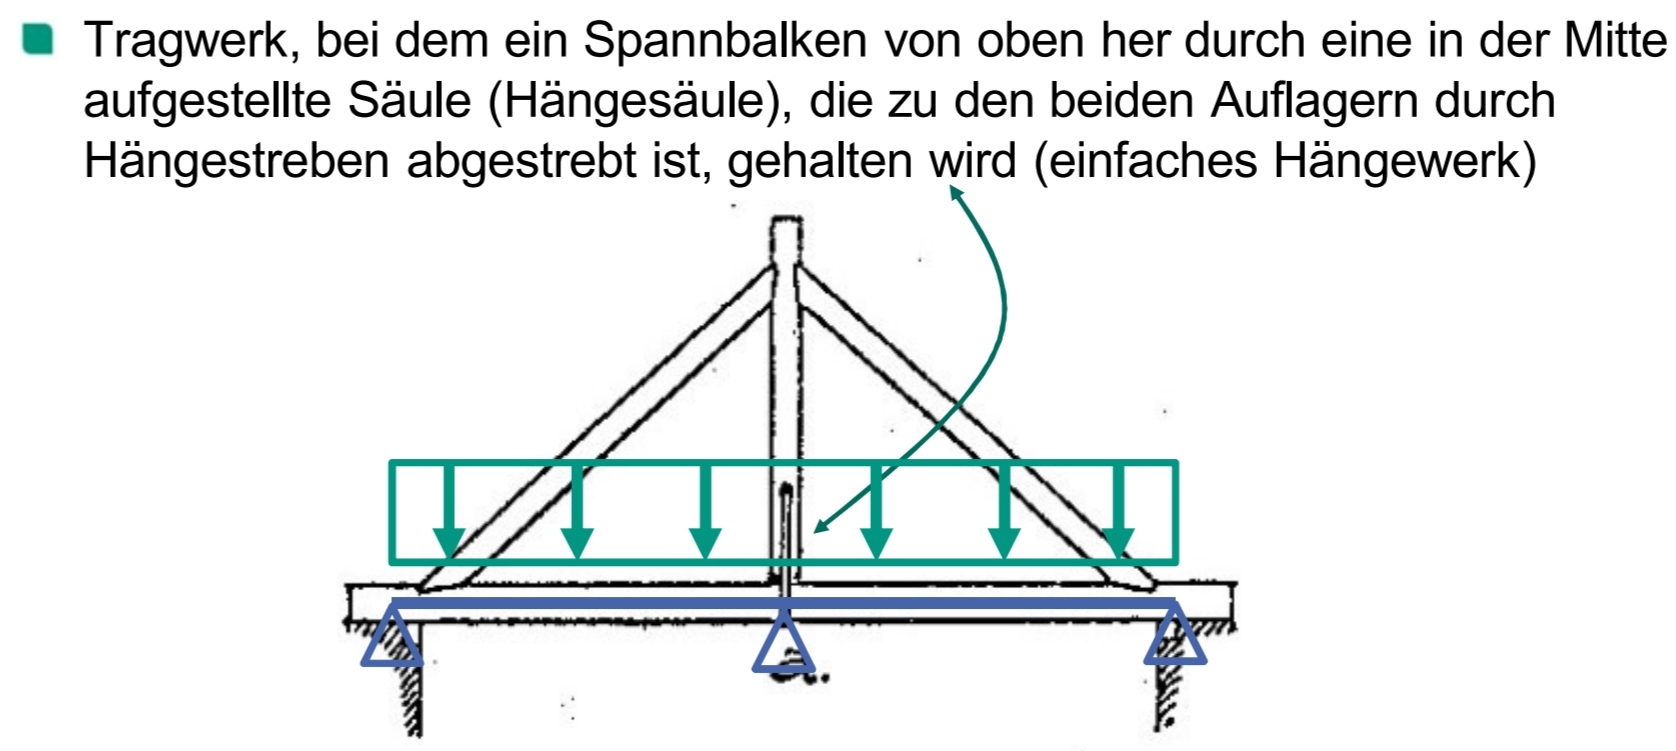 Tragwerk, bei dem ein Spannbalken von oben her durch eine in der Mitte
aufgestellte Säule (Hängesäule), die zu den beiden Auflagern durch
Hängestreben abgestrebt ist, gehalten wird (einfaches Hängewerk)